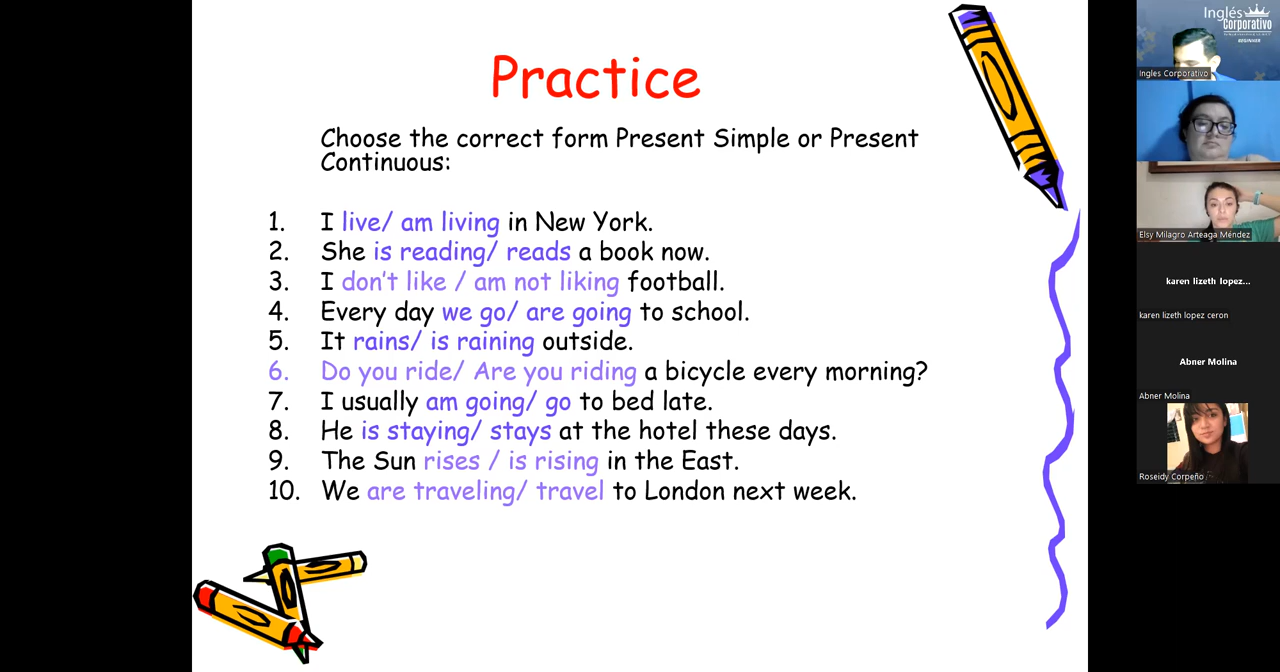 Practice
Choose the correct form Present Simple or Present
Continuous:
1. I live/ am living in New York.
2. She is reading/ reads a book now.
3. I don't like / am not liking football.
4. Every day we go/ are going to school.
5. It rains/ is raining outside.
6. Do you ride/ Are you riding a bicycle every morning?
7. I usually am going/ go to bed late.
8. He is staying/ stays at the hotel these days.
9. The Sun rises / is rising in the East.
10. We are traveling/ travel to London next week.
Inglés
Corporativo
BEGINNER
Ingles Corporativo
Elsy Milagro Arteaga Méndez
karen lizeth lopez...
karen lizeth lopez ceron
Abner Molina
Abner Molina
Roseidy Corpeño